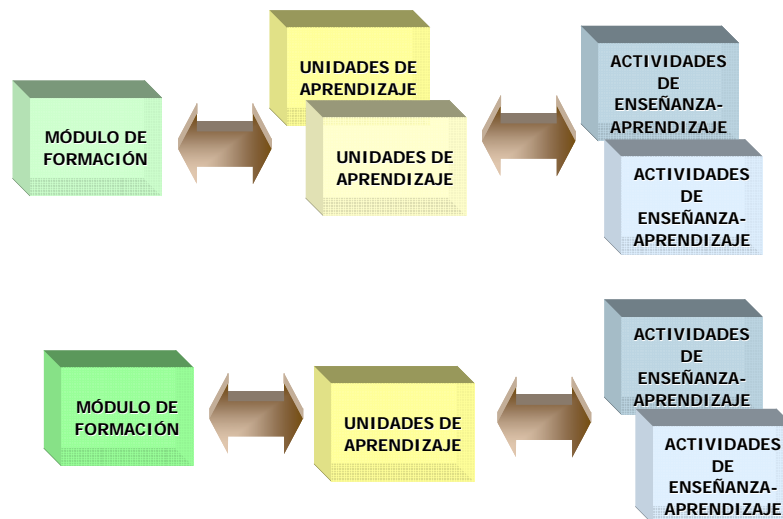 MÓDULO DE
FORMACIÓN
UNIDADES DE
APRENDIZAJE
UNIDADES DE
APRENDIZAJE
ACTIVIDADES
DE
ENSEÑANZA-
APRENDIZAJE
ACTIVIDADES
DE
ENSEÑANZA-
APRENDIZAJE
MÓDULO DE
FORMACIÓN
UNIDADES DE
APRENDIZAJE
ACTIVIDADES
DE
ENSEÑANZA-
APRENDIZAJE
ACTIVIDADES
DE
ENSEÑANZA-
APRENDIZAJE